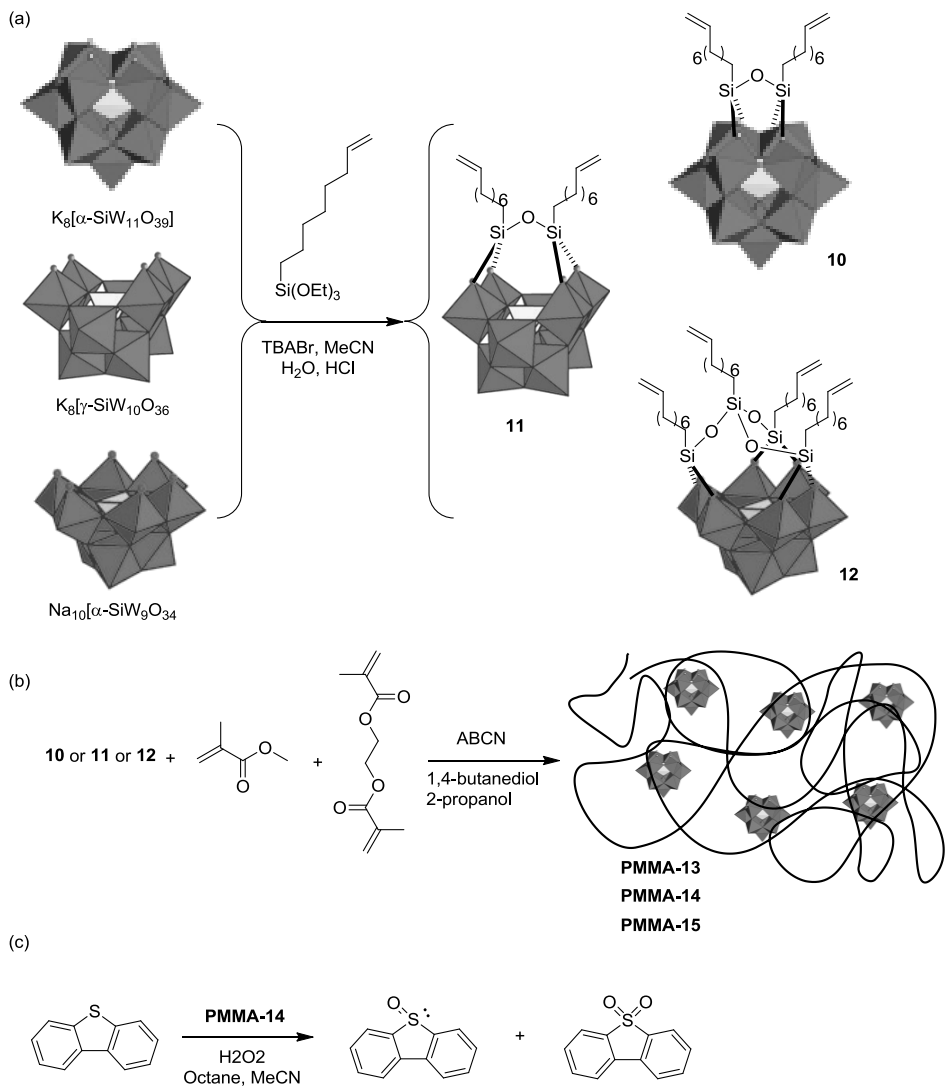 (a)
K₈[α-SiW₁₁O₃₉]
K₈[γ-SiW₁₀O₃₆
Na₁₀[α-SiW₉O₃₄
Si(OEt)₃
TBABr, MeCN
H₂O, HCl
6
6
Si
O
Si
11
6
6
Si
O
Si
10
6
6
6
6
Si
O
O
Si
O
Si
Si
12
(b)
10 or 11 or 12 +
O
O
+
O
O
O
O
ABCN
1,4-butanediol
2-propanol
PMMA-13
PMMA-14
PMMA-15
(c)
S
PMMA-14
H2O2
Octane, MeCN
O
S
+
O
O
S